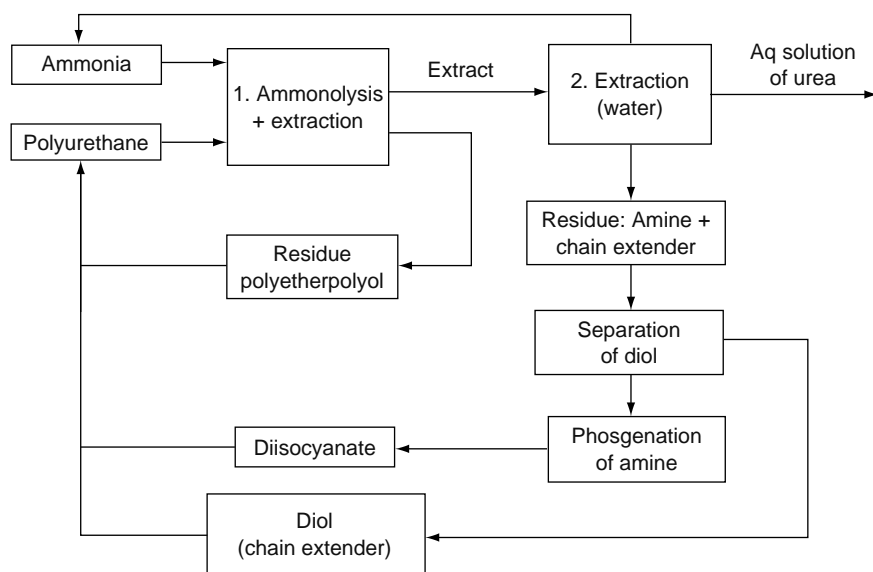 Ammonia
1. Ammonolysis
+ extraction
Extract
2. Extraction
(water)
Aq solution
of urea
Polyurethane
Residue: Amine +
chain extender
Residue
polyetherpolyol
Separation
of diol
Diisocyanate
Phosgenation
of amine
Diol
(chain extender)